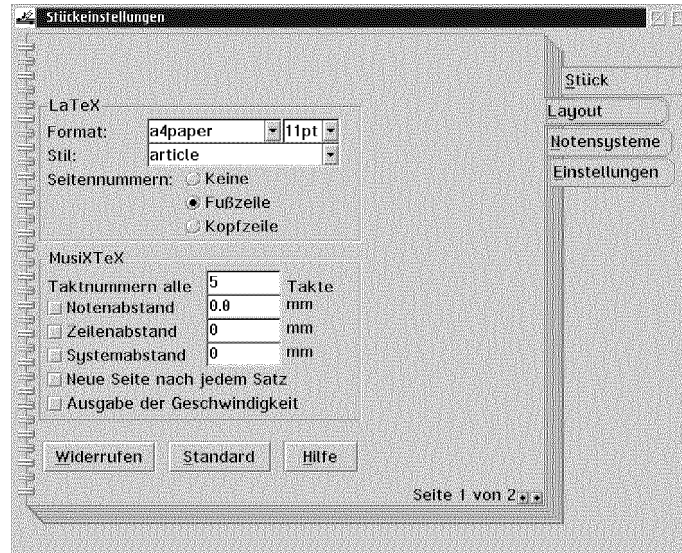 Stückeinstellungen
Stück
Layout
Notensysteme
Einstellungen
LaTeX
Format: a4paper 11pt
Stil: article
Seitennummern: Keine
Fußzeile
Kopfzeile
MusiXTeX
Taktnummern alle 5 Takte
Notenabstand 0.0 mm
Zeilenabstand 0 mm
Systemabstand 0 mm
Neue Seite nach jedem Satz
Ausgabe der Geschwindigkeit
Widerrufen Standard Hilfe
Seite 1 von 2